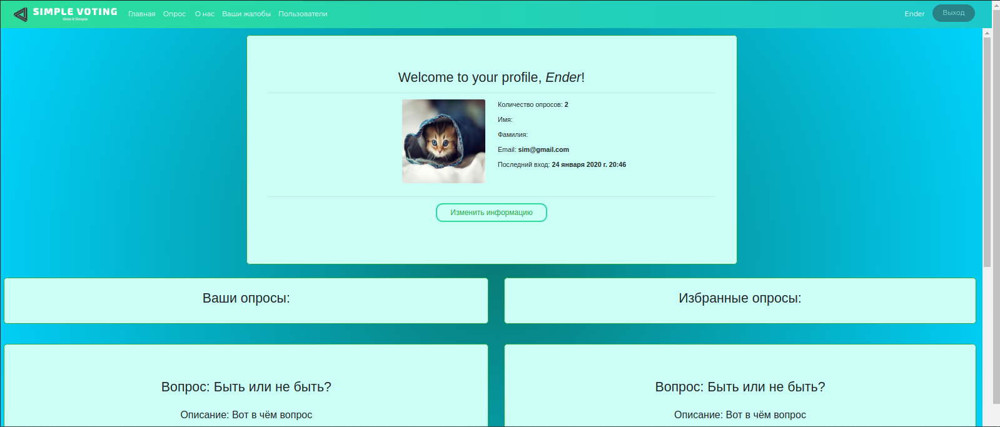 SIMPLE VOTING
Vote it Simple
Главная Опрос О нас Ваши жалобы Пользователи
Ender Выход
Welcome to your profile, Ender!
Количество опросов: 2
Имя:
Фамилия:
Email: sim@gmail.com
Последний вход: 24 января 2020 г. 20:46
Изменить информацию
Ваши опросы:
Избранные опросы:
Вопрос: Быть или не быть?
Описание: Вот в чём вопрос
Вопрос: Быть или не быть?
Описание: Вот в чём вопрос